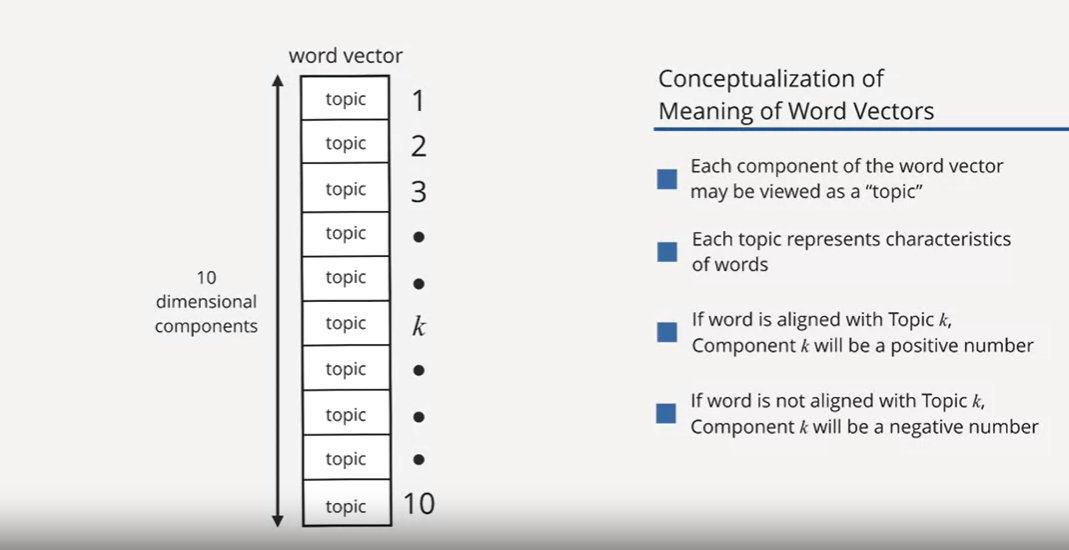 word vector
topic 1
topic 2
topic 3
topic •
topic •
topic k
topic •
topic •
topic •
topic 10
10
dimensional
components
Conceptualization of
Meaning of Word Vectors
Each component of the word vector
may be viewed as a “topic”
Each topic represents characteristics
of words
If word is aligned with Topic k,
Component k will be a positive number
If word is not aligned with Topic k,
Component k will be a negative number